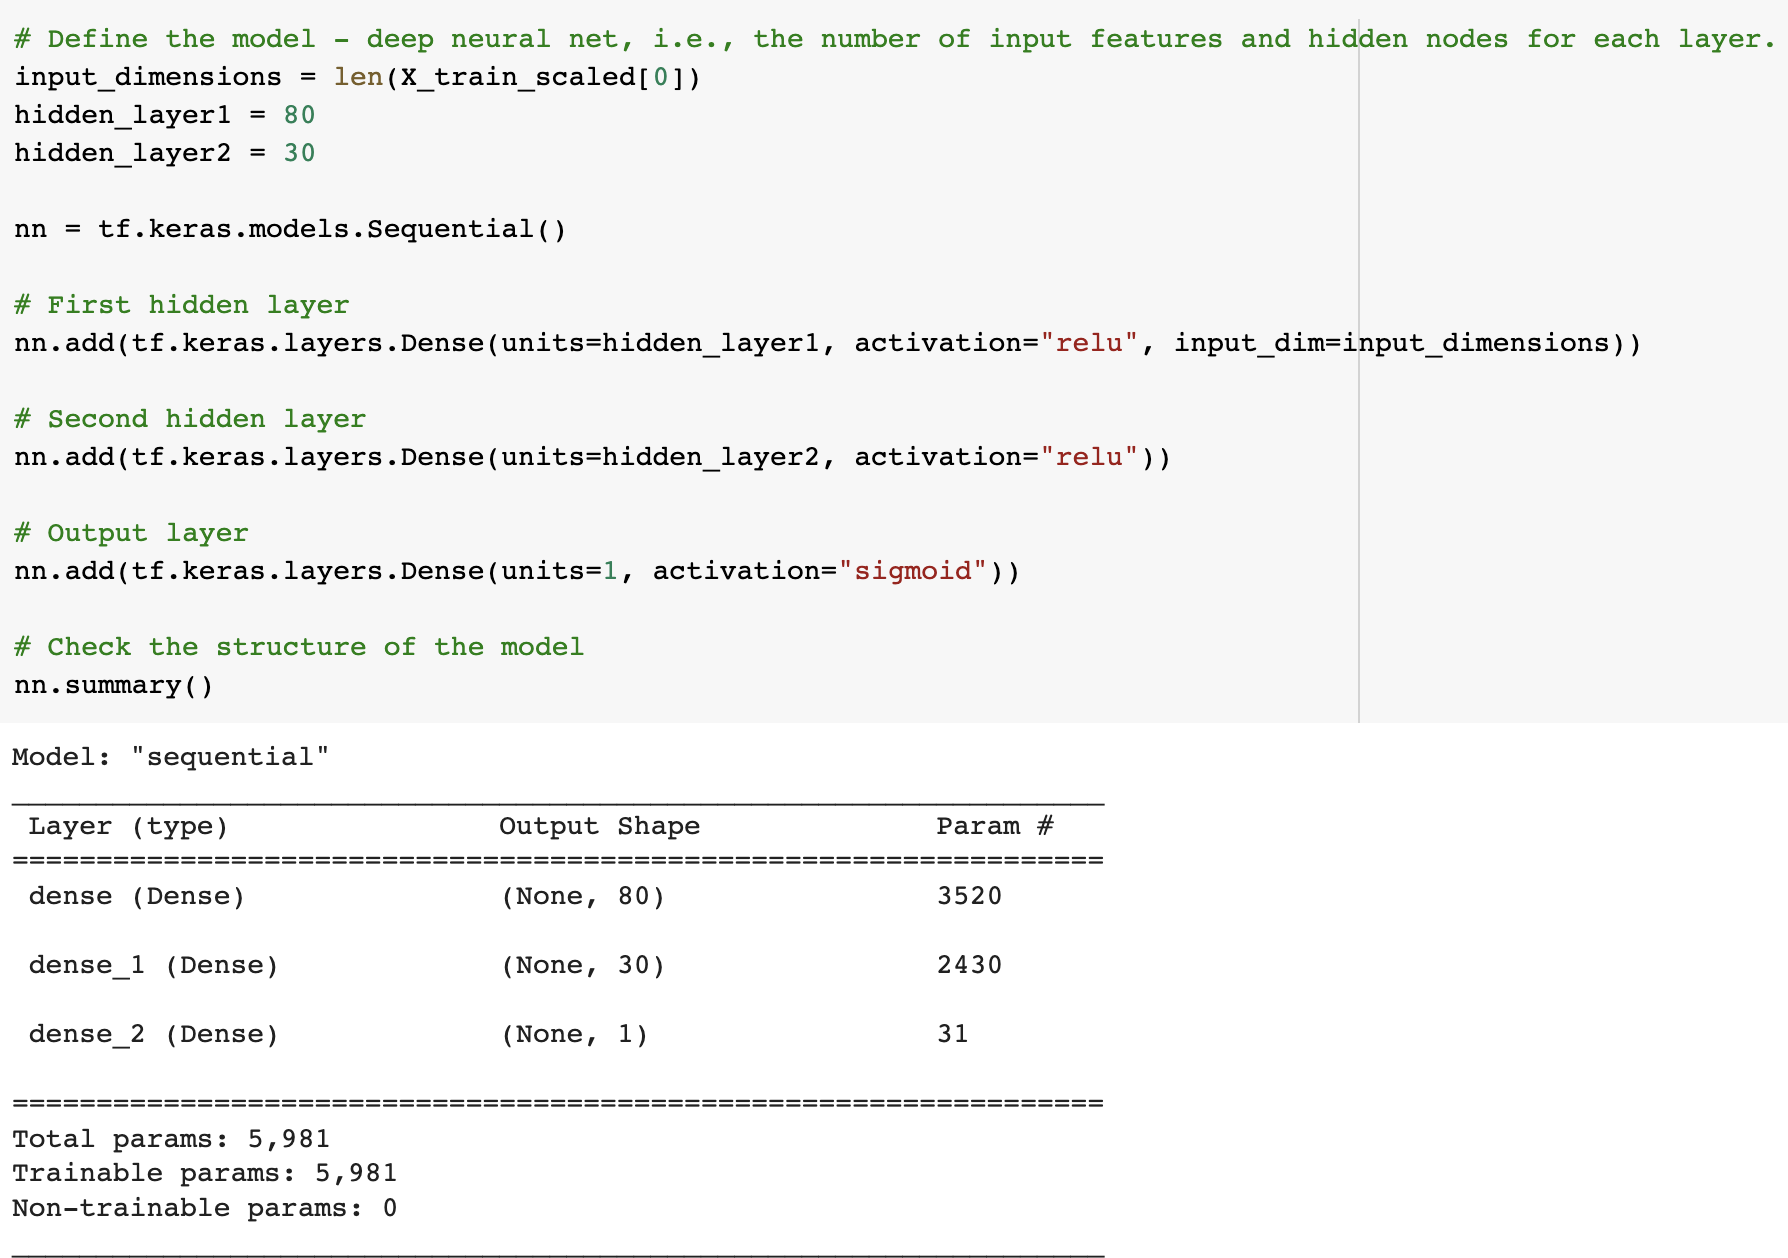 # Define the model - deep neural net, i.e., the number of input features and hidden nodes for each layer.
input_dimensions = len(X_train_scaled[0])
hidden_layer1 = 80
hidden_layer2 = 30
nn = tf.keras.models.Sequential()
# First hidden layer
nn.add(tf.keras.layers.Dense(units=hidden_layer1, activation="relu", input_dim=input_dimensions))
# Second hidden layer
nn.add(tf.keras.layers.Dense(units=hidden_layer2, activation="relu"))
# Output layer
nn.add(tf.keras.layers.Dense(units=1, activation="sigmoid"))
# Check the structure of the model
nn.summary()
Model: "sequential"
_________________________________________________________________
Layer (type)                Output Shape              Param #
=================================================================
dense (Dense)               (None, 80)                3520
dense_1 (Dense)             (None, 30)                2430
dense_2 (Dense)             (None, 1)                 31
=================================================================
Total params: 5,981
Trainable params: 5,981
Non-trainable params: 0
_________________________________________________________________